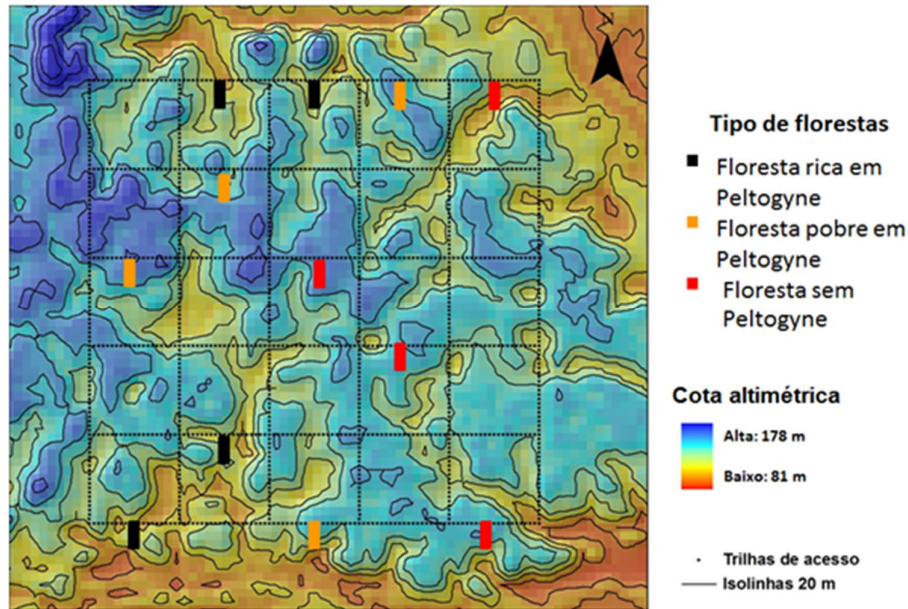 N
Tipo de florestas
Floresta rica em
Peltogyne
Floresta pobre em
Peltogyne
Floresta sem
Peltogyne
Cota altimétrica
Alta: 178 m
Baixo: 81 m
Trilhas de acesso
Isolinhas 20 m